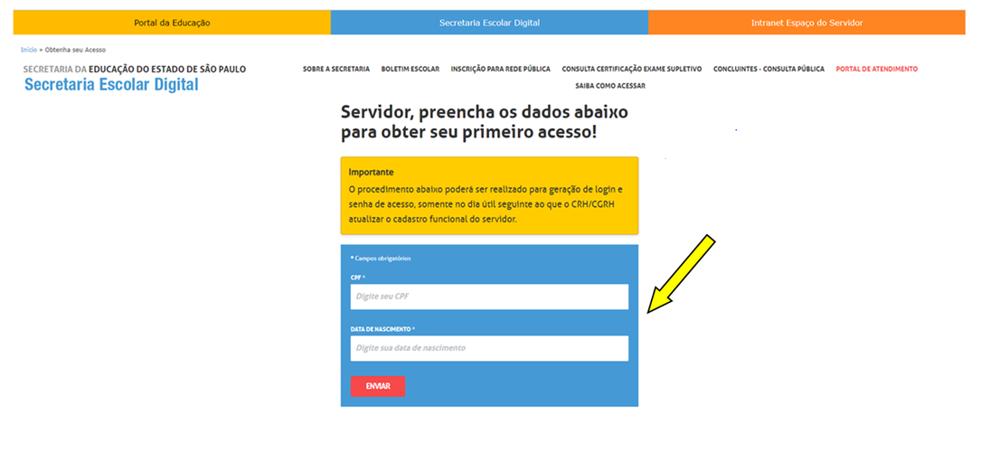 Portal da Educação
Secretaria Escolar Digital
Intranet Espaço do Servidor
Início » Obtenha seu Acesso
SECRETARIA DA EDUCAÇÃO DO ESTADO DE SÃO PAULO
Secretaria Escolar Digital
SOBRE A SECRETARIA BOLETIM ESCOLAR INSCRIÇÃO PARA REDE PÚBLICA CONSULTA CERTIFICAÇÃO EXAME SUPLETIVO CONCLUINTES - CONSULTA PÚBLICA PORTAL DE ATENDIMENTO
SAIBA COMO ACESSAR
Servidor, preencha os dados abaixo
para obter seu primeiro acesso!
Importante
O procedimento abaixo poderá ser realizado para geração de login e
senha de acesso, somente no dia útil seguinte ao que o CRH/CGRH
atualizar o cadastro funcional do servidor.
* Campos obrigatórios
CPF *
Digite seu CPF
DATA DE NASCIMENTO *
Digite sua data de nascimento
ENVIAR